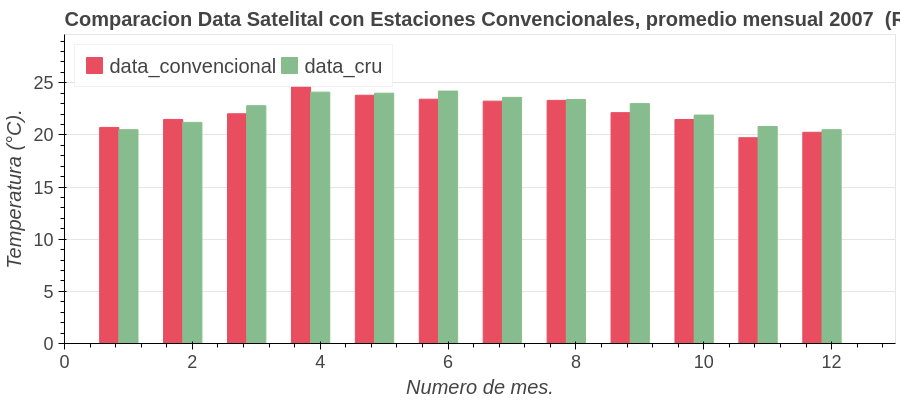 Comparacion Data Satelital con Estaciones Convencionales, promedio mensual 2007 (R
data_convencional data_cru
Temperatura (°C).
25
20
15
10
5
0
0 2 4 6 8 10 12
Numero de mes.